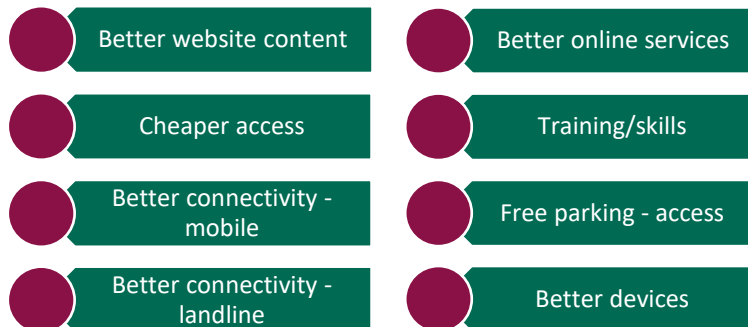 Better website content
Better online services
Cheaper access
Training/skills
Better connectivity -
mobile
Free parking - access
Better connectivity -
landline
Better devices